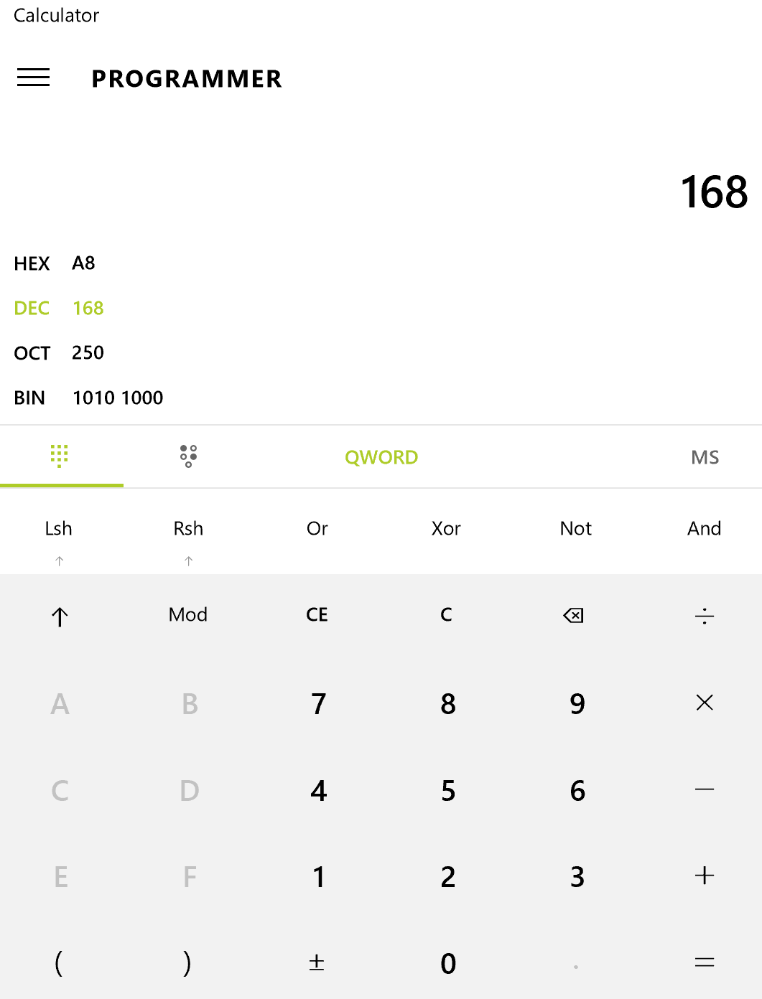 Calculator
PROGRAMMER
168
HEX A8
DEC 168
OCT 250
BIN 1010 1000
QWORD MS
Lsh Rsh Or Xor Not And
↑ ↑
↑ Mod CE C ÷
A B 7 8 9 ×
C D 4 5 6 −
E F 1 2 3 +
( ) ± 0 . =